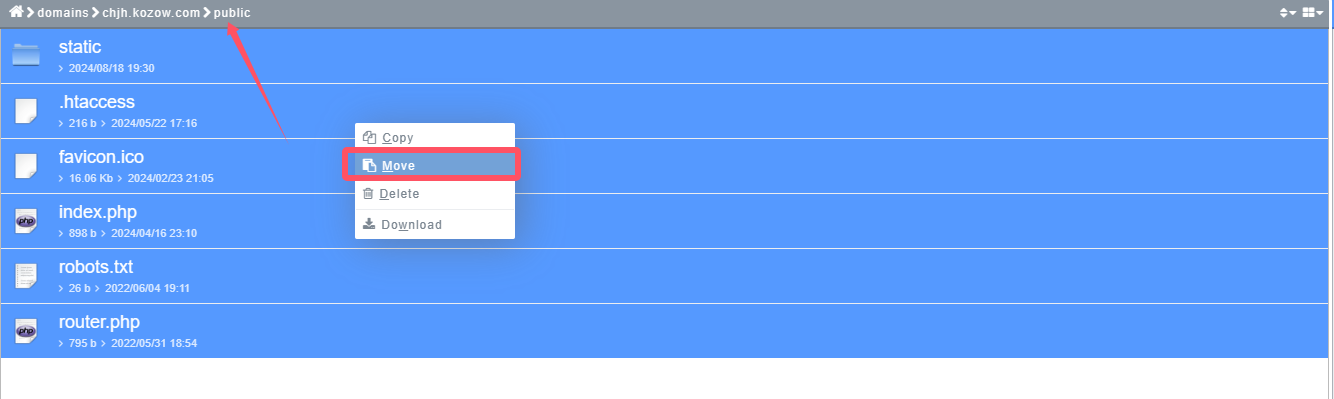 domains chjh.kozow.com public
static
2024/08/18 19:30
.htaccess
216 b 2024/05/22 17:16
Copy
favicon.ico
Move
16.06 Kb 2024/02/23 21:05
Delete
index.php
Download
898 b 2024/04/16 23:10
robots.txt
26 b 2022/06/04 19:11
router.php
795 b 2022/05/31 18:54